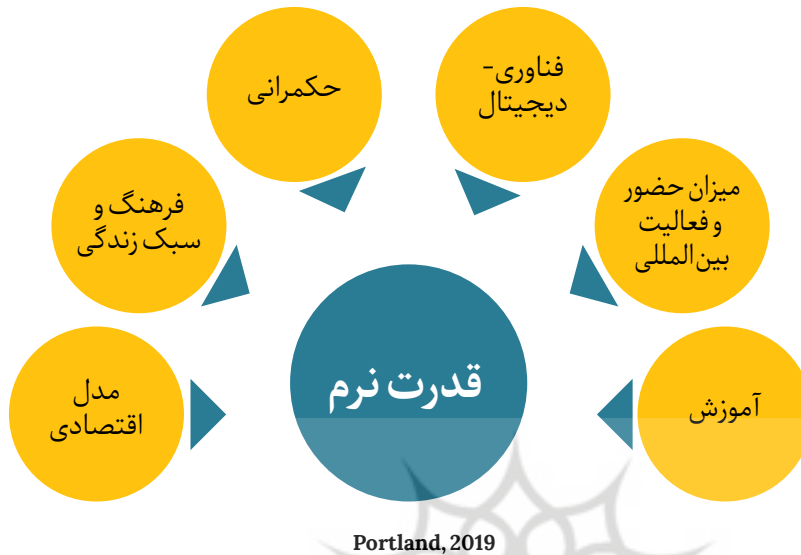 فناوری-
دیجیتال
حکمرانی
میزان حضور
و فعالیت
بین‌المللی
فرهنگ و
سبک زندگی
قدرت نرم
آموزش
مدل
اقتصادی
Portland, 2019